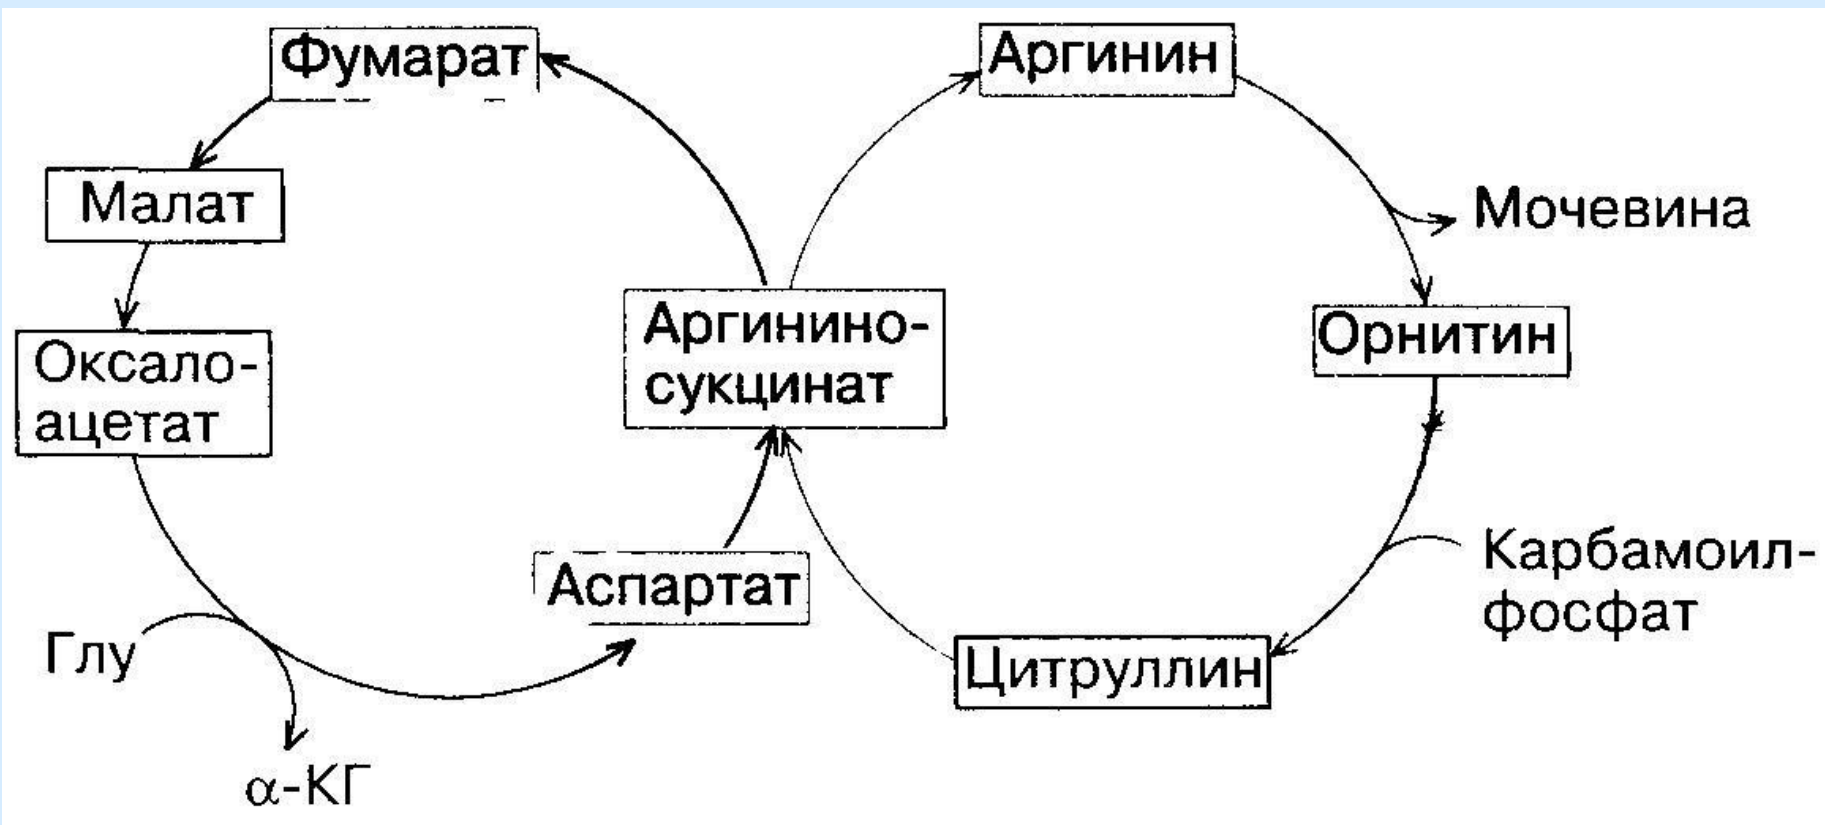 Фумарат
Аргинин
Малат
Мочевина
Аргинино-
сукцинат
Орнитин
Оксало-
ацетат
Аспартат
Карбамоил-
фосфат
Глу
Цитруллин
α-КГ